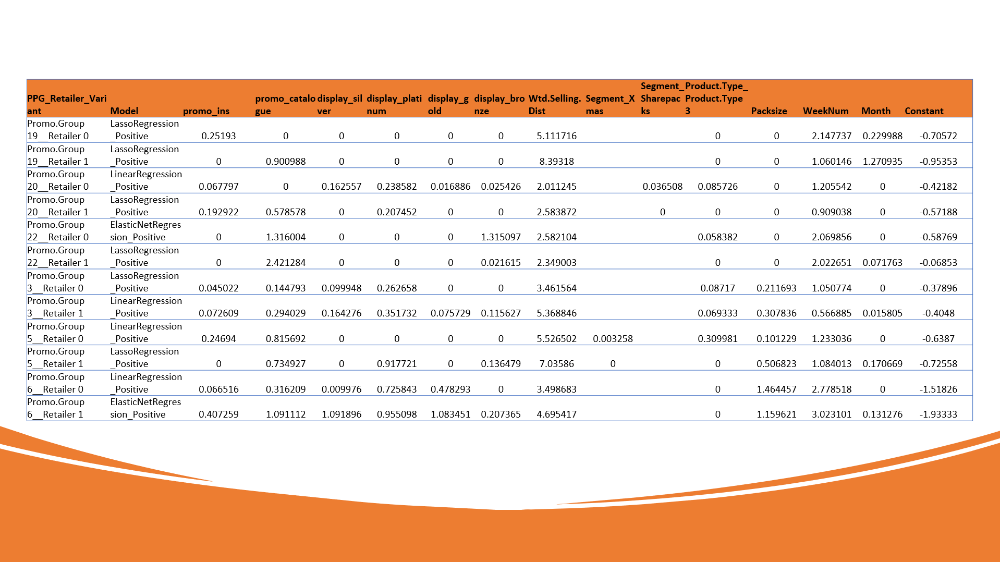 PPG_Retailer_Variant Model promo_ins promo_catalogue display_silver display_platinum display_gold display_bronze Wtd.Selling.Dist Segment_Xmas Segment_Sharepacks Product.Type_Product.Type3 Packsize WeekNum Month Constant
Promo.Group 19__Retailer 0 LassoRegression_Positive 0.25193 0 0 0 0 0 5.111716 0 0 2.147737 0.229988 -0.70572
Promo.Group 19__Retailer 1 LassoRegression_Positive 0 0.900988 0 0 0 0 8.39318 0 0 1.060146 1.270935 -0.95353
Promo.Group 20__Retailer 0 LinearRegression_Positive 0.067797 0 0.162557 0.238582 0.016886 0.025426 2.011245 0.036508 0.085726 0 1.205542 0 -0.42182
Promo.Group 20__Retailer 1 LassoRegression_Positive 0.192922 0.578578 0 0.207452 0 0 2.583872 0 0 0 0.909038 0 -0.57188
Promo.Group 22__Retailer 0 ElasticNetRegression_Positive 0 1.316004 0 0 0 1.315097 2.582104 0.058382 0 2.069856 0 -0.58769
Promo.Group 22__Retailer 1 LassoRegression_Positive 0 2.421284 0 0 0 0.021615 2.349003 0 0 2.022651 0.071763 -0.06853
Promo.Group 3__Retailer 0 LassoRegression_Positive 0.045022 0.144793 0.099948 0.262658 0 0 3.461564 0.08717 0.211693 1.050774 0 -0.37896
Promo.Group 3__Retailer 1 LinearRegression_Positive 0.072609 0.294029 0.164276 0.351732 0.075729 0.115627 5.368846 0.069333 0.307836 0.566885 0.015805 -0.4048
Promo.Group 5__Retailer 0 LinearRegression_Positive 0.24694 0.815692 0 0 0 0 5.526502 0.003258 0.309981 0.101229 1.233036 0 -0.6387
Promo.Group 5__Retailer 1 LassoRegression_Positive 0 0.734927 0 0.917721 0 0.136479 7.03586 0 0 0.506823 1.084013 0.170669 -0.72558
Promo.Group 6__Retailer 0 LinearRegression_Positive 0.066516 0.316209 0.009976 0.725843 0.478293 0 3.498683 0 1.464457 2.778518 0 -1.51826
Promo.Group 6__Retailer 1 ElasticNetRegression_Positive 0.407259 1.091112 1.091896 0.955098 1.083451 0.207365 4.695417 0 1.159621 3.023101 0.131276 -1.93333